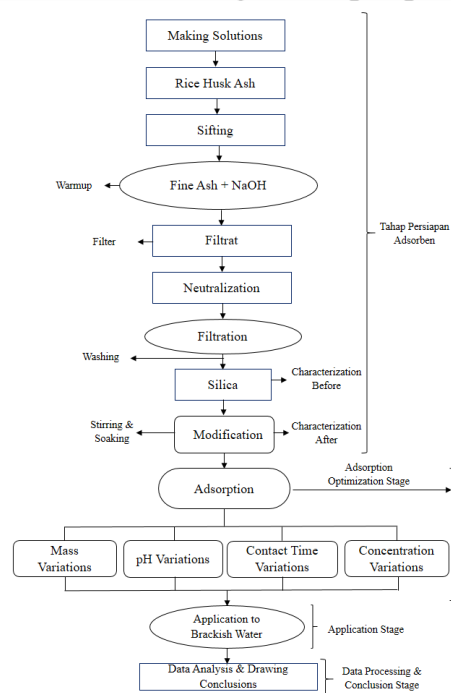 Making Solutions
Rice Husk Ash
Sifting
Warmup
Fine Ash + NaOH
Filter
Filtrat
Tahap Persiapan
Adsorben
Neutralization
Filtration
Washing
Silica
Characterization
Before
Stirring &
Soaking
Modification
Characterization
After
Adsorption
Adsorption
Optimization Stage
Mass
Variations
pH Variations
Contact Time
Variations
Concentration
Variations
Application to
Brackish Water
Application Stage
Data Analysis & Drawing
Conclusions
Data Processing &
Conclusion Stage